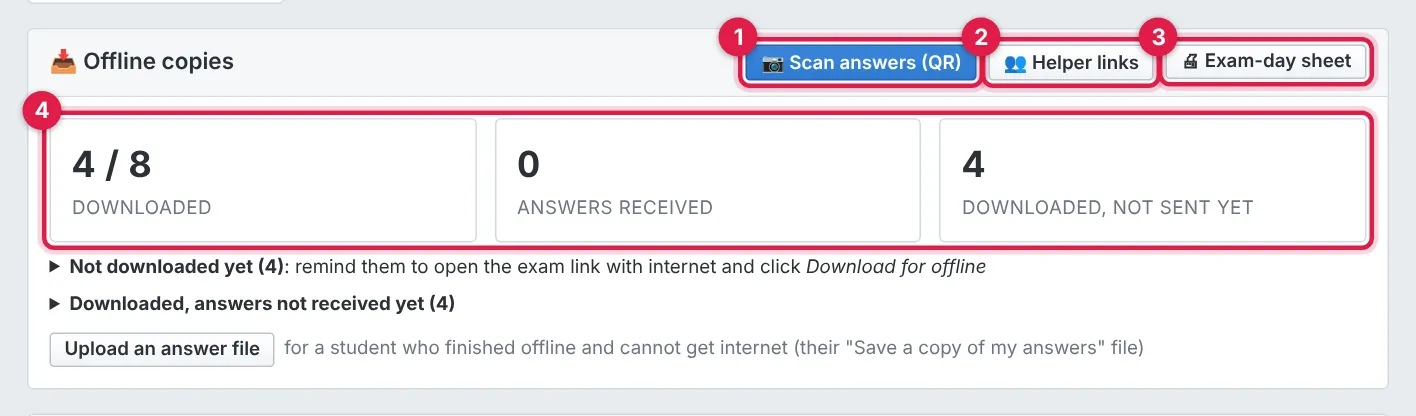 Offline copies
1
Scan answers (QR)
2
Helper links
3
Exam-day sheet
4
4 / 8
DOWNLOADED
0
ANSWERS RECEIVED
4
DOWNLOADED, NOT SENT YET
Not downloaded yet (4): remind them to open the exam link with internet and click Download for offline
Downloaded, answers not received yet (4)
Upload an answer file for a student who finished offline and cannot get internet (their "Save a copy of my answers" file)